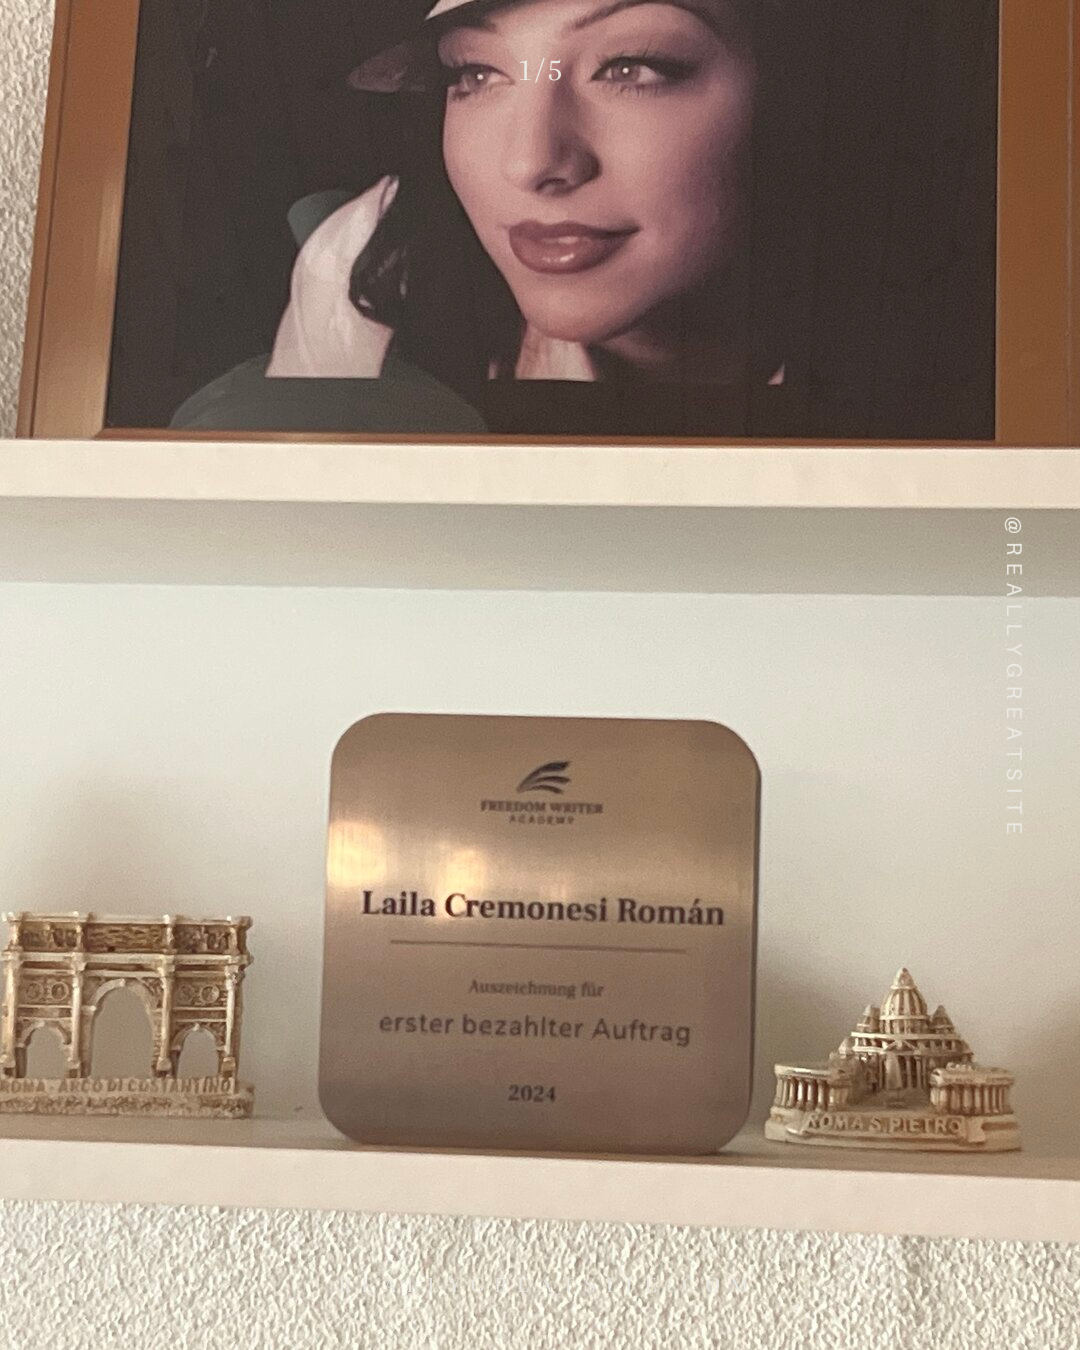 1/5
@REALLYGREATSITE
FREEDOM WRITER
ACADEMY
Laila Cremonesi Román
Auszeichnung für
erster bezahlter Auftrag
2024
ROMA - ARCO DI COSTANTINO
ROMA S. PIETRO